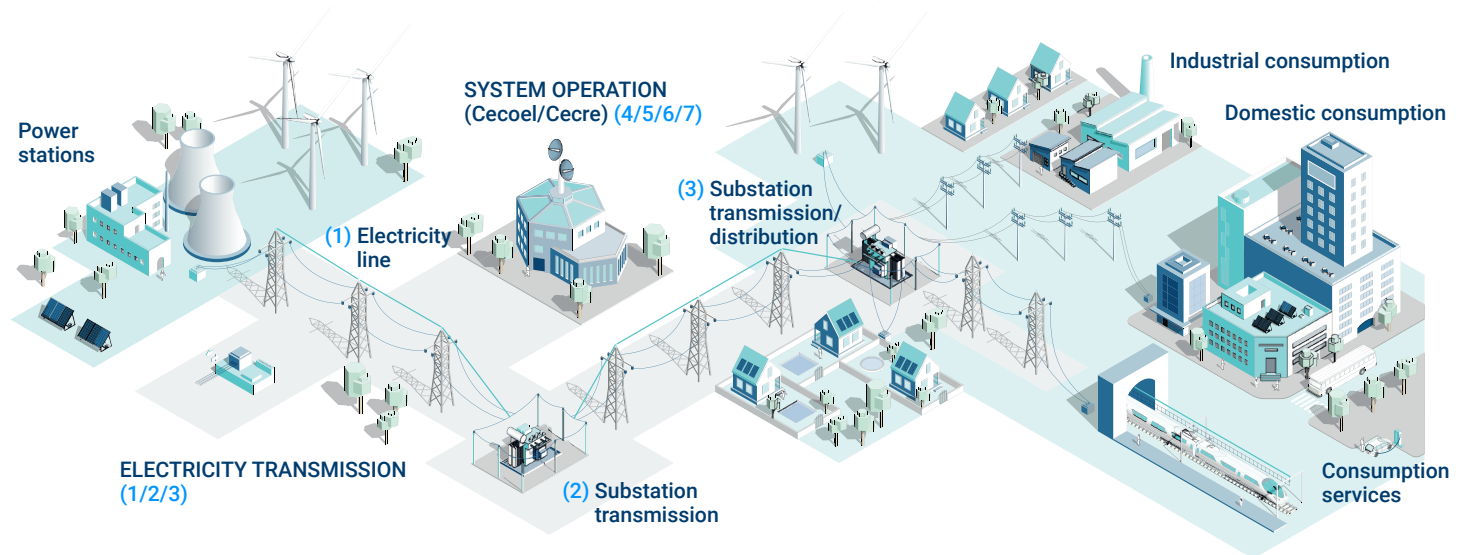 Power
stations
(1) Electricity
line
SYSTEM OPERATION
(Cecoel/Cecre) (4/5/6/7)
(3) Substation
transmission/
distribution
Industrial consumption
Domestic consumption
ELECTRICITY TRANSMISSION
(1/2/3)
(2) Substation
transmission
Consumption
services